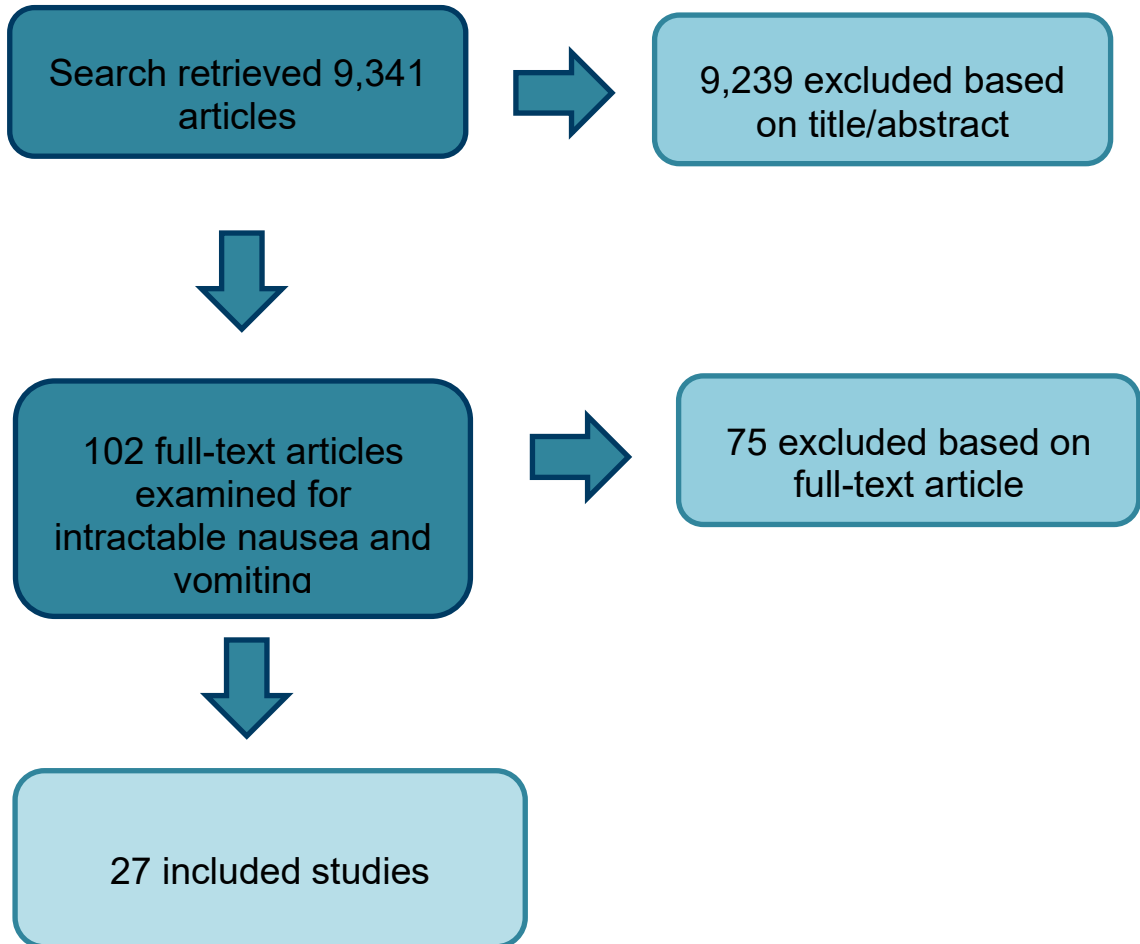 Search retrieved 9,341
articles
9,239 excluded based
on title/abstract
102 full-text articles
examined for
intractable nausea and
vomiting
75 excluded based on
full-text article
27 included studies